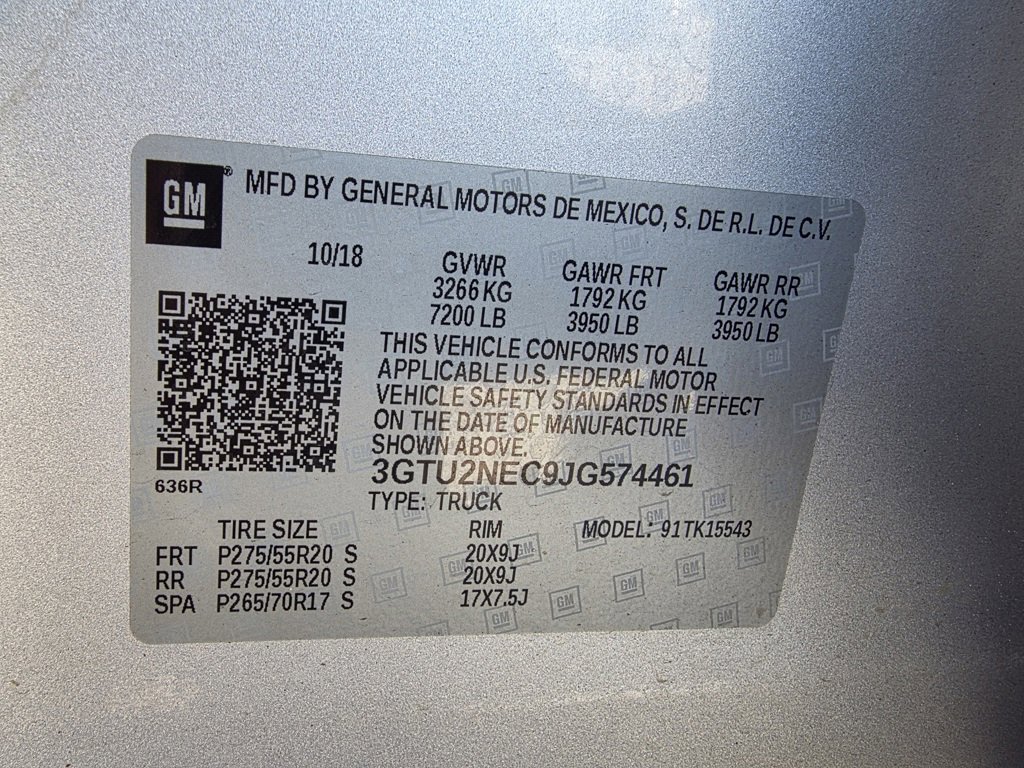 GM® MFD BY GENERAL MOTORS DE MEXICO, S. DE R.L. DE C.V.
10/18 GVWR GAWR FRT GAWR RR
3266 KG 1792 KG 1792 KG
7200 LB 3950 LB 3950 LB
THIS VEHICLE CONFORMS TO ALL
APPLICABLE U.S. FEDERAL MOTOR
VEHICLE SAFETY STANDARDS IN EFFECT
ON THE DATE OF MANUFACTURE
SHOWN ABOVE.
3GTU2NEC9JG574461
636R
TYPE: TRUCK
TIRE SIZE RIM MODEL: 91TK15543
FRT P275/55R20 S 20X9J
RR P275/55R20 S 20X9J
SPA P265/70R17 S 17X7.5J